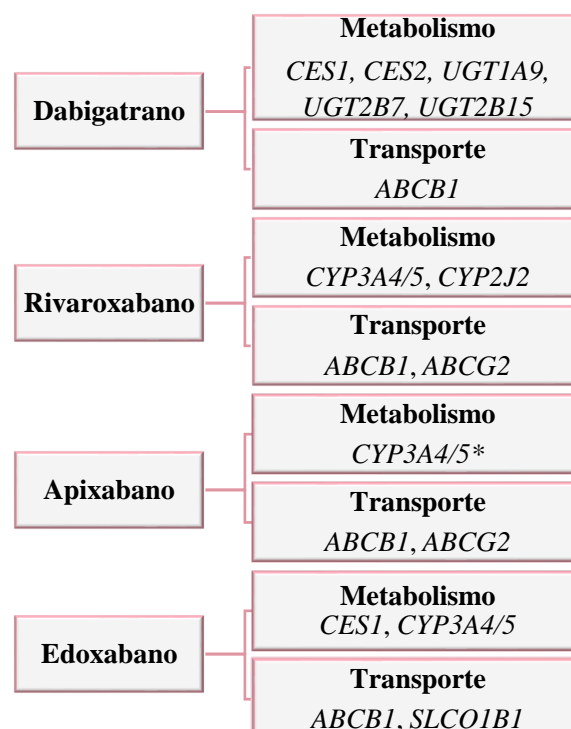 Dabigatrano
Metabolismo
CES1, CES2, UGT1A9,
UGT2B7, UGT2B15
Transporte
ABCB1
Rivaroxabano
Metabolismo
CYP3A4/5, CYP2J2
Transporte
ABCB1, ABCG2
Apixabano
Metabolismo
CYP3A4/5*
Transporte
ABCB1, ABCG2
Edoxabano
Metabolismo
CES1, CYP3A4/5
Transporte
ABCB1, SLCO1B1